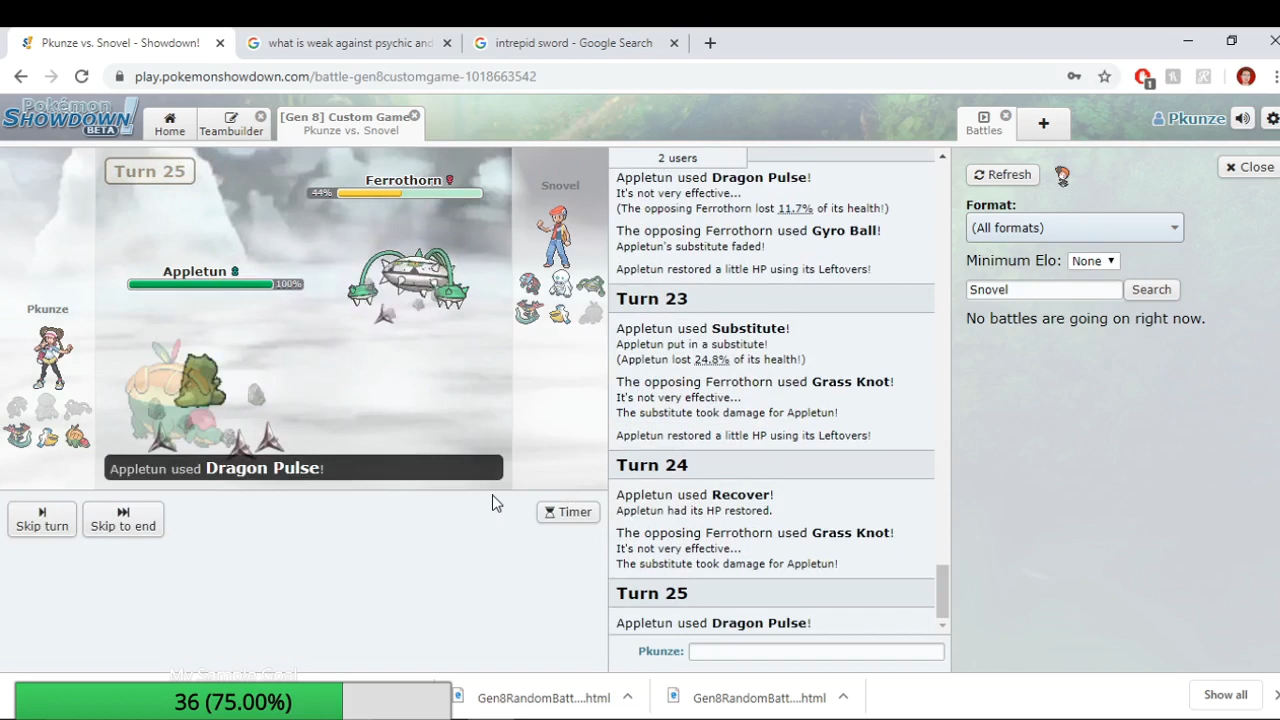 Pkunze vs. Snovel - Showdown!
what is weak against psychic and
intrepid sword - Google Search
play.pokemonshowdown.com/battle-gen8customgame-1018663542
1
Pokémon
SHOWDOWN!
BETA
Home
Teambuilder
[Gen 8] Custom Game
Pkunze vs. Snovel
Battles
Pkunze
Turn 25
Ferrothorn
44%
Snovel
Appletun
100%
Pkunze
Appletun used Dragon Pulse!
Skip turn
Skip to end
Timer
2 users
Appletun used Dragon Pulse!
It's not very effective...
(The opposing Ferrothorn lost 11.7% of its health!)
The opposing Ferrothorn used Gyro Ball!
Appletun's substitute faded!
Appletun restored a little HP using its Leftovers!
Turn 23
Appletun used Substitute!
Appletun put in a substitute!
(Appletun lost 24.8% of its health!)
The opposing Ferrothorn used Grass Knot!
It's not very effective...
The substitute took damage for Appletun!
Appletun restored a little HP using its Leftovers!
Turn 24
Appletun used Recover!
Appletun had its HP restored.
The opposing Ferrothorn used Grass Knot!
It's not very effective...
The substitute took damage for Appletun!
Turn 25
Appletun used Dragon Pulse!
Pkunze:
Refresh
Close
Format:
(All formats)
Minimum Elo: None
Snovel
Search
No battles are going on right now.
My Sample Goal
36 (75.00%)
Gen8RandomBatt....html
Gen8RandomBatt....html
Show all